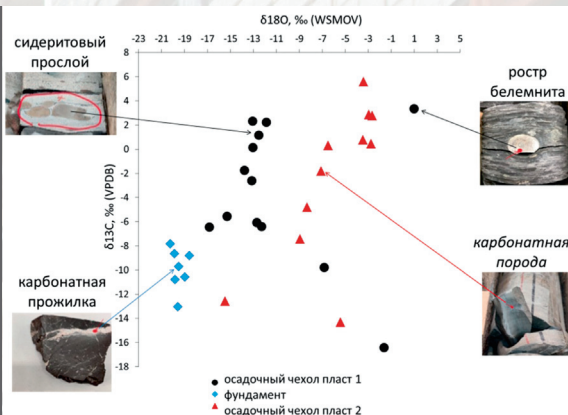 δ18O, ‰ (WSMOV)
-23 -21 -19 -17 -15 -13 -11 -9 -7 -5 -3 -1 1 3 5
сидеритовый
прослой
ростр
белемнита
8
6
4
2
0
-2
-4
-6
-8
-10
-12
-14
-16
-18
δ13C, ‰ (VPDB)
карбонатная
порода
карбонатная
прожилка
осадочный чехол пласт 1
фундамент
осадочный чехол пласт 2